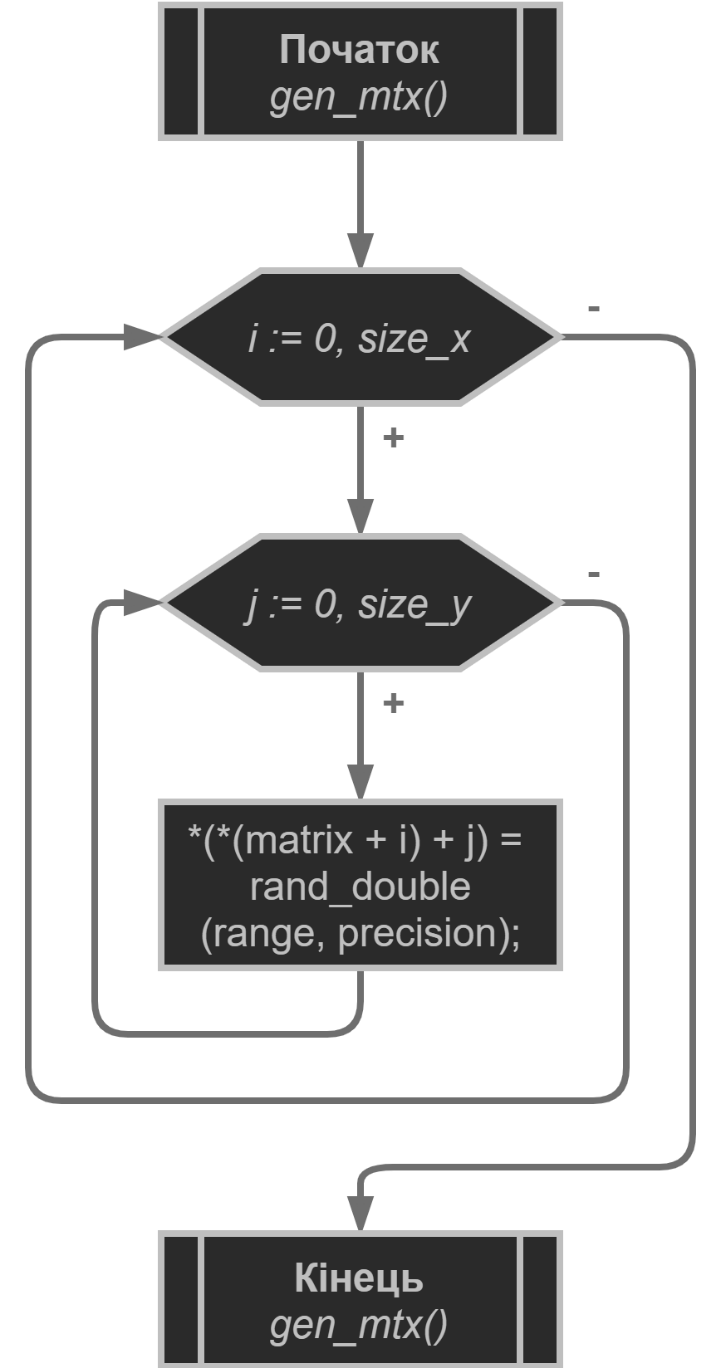 Початок
gen_mtx()
-
i := 0, size_x
+
-
j := 0, size_y
+
*(*(matrix + i) + j) =
rand_double
(range, precision);
Кінець
gen_mtx()